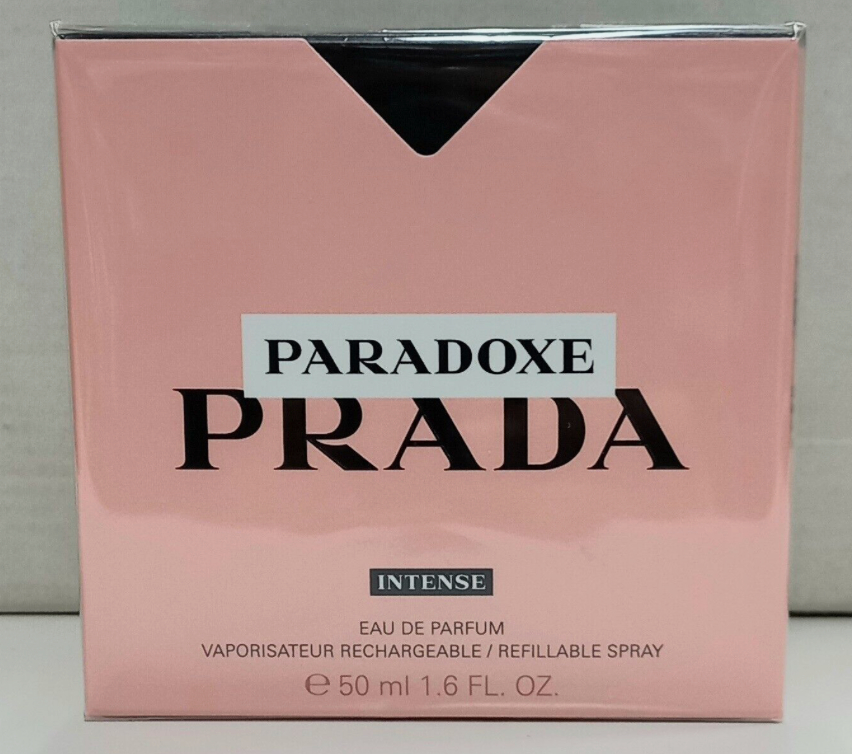 PARADOXE
PRADA
INTENSE
EAU DE PARFUM
VAPORISATEUR RECHARGEABLE / REFILLABLE SPRAY
℮ 50 ml 1.6 FL. OZ.